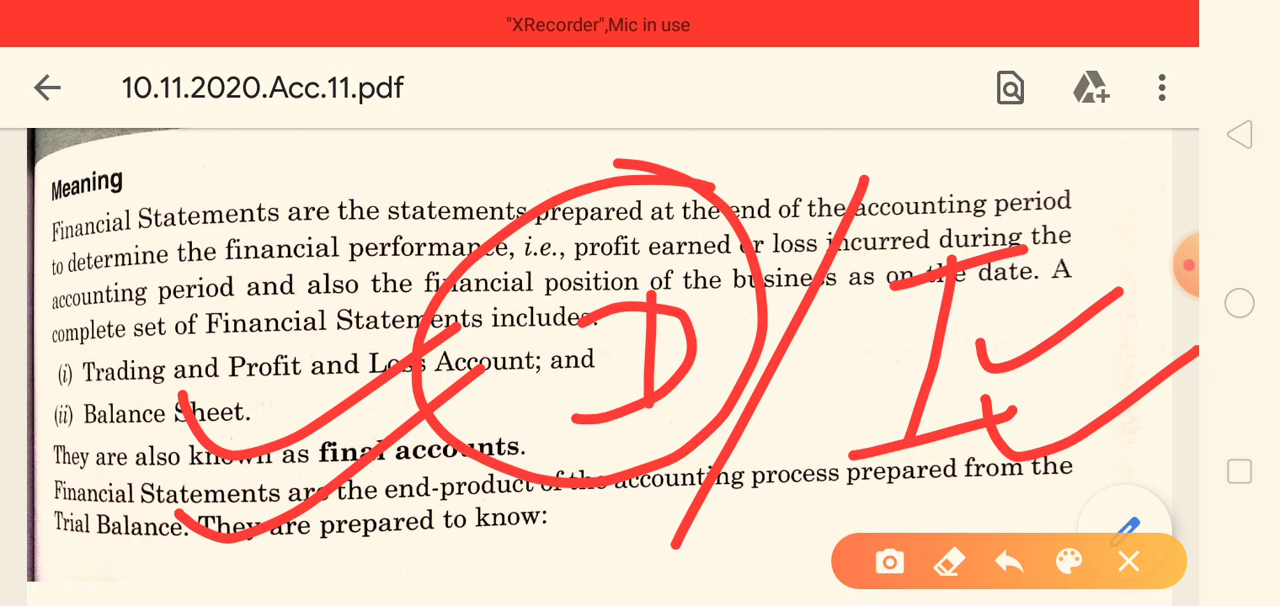 "XRecorder",Mic in use
10.11.2020.Acc.11.pdf
Meaning
Financial Statements are the statements prepared at the end of the accounting period
to determine the financial performance, i.e., profit earned or loss incurred during the
accounting period and also the financial position of the business as on the date. A
complete set of Financial Statements includes:
(i) Trading and Profit and Loss Account; and
(ii) Balance Sheet.
They are also known as final accounts.
Financial Statements are the end-product of the accounting process prepared from the
Trial Balance. They are prepared to know:
D / I